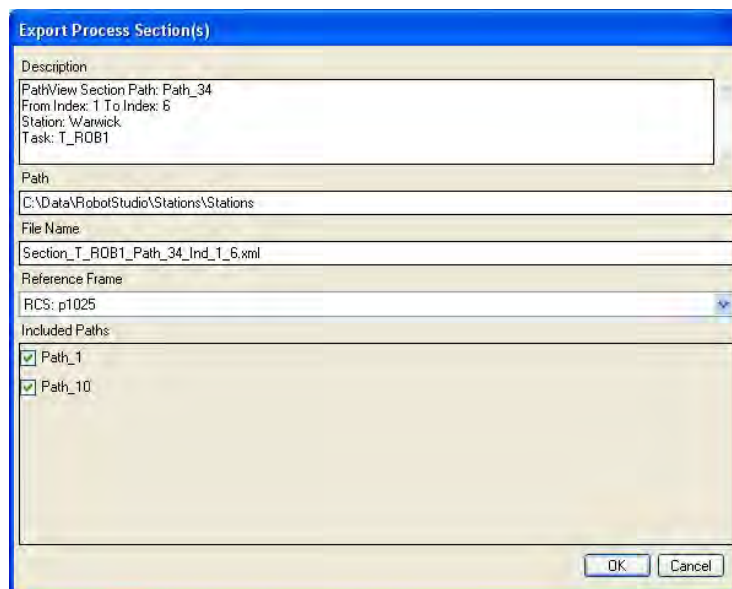 Export Process Section(s)
Description
PathView Section Path: Path_34
From Index: 1 To Index: 6
Station: Warwick
Task: T_ROB1
Path
C:\Data\RobotStudio\Stations\Stations
File Name
Section_T_ROB1_Path_34_Ind_1_6.xml
Reference Frame
RCS: p1025
Included Paths
Path_1
Path_10
OK Cancel